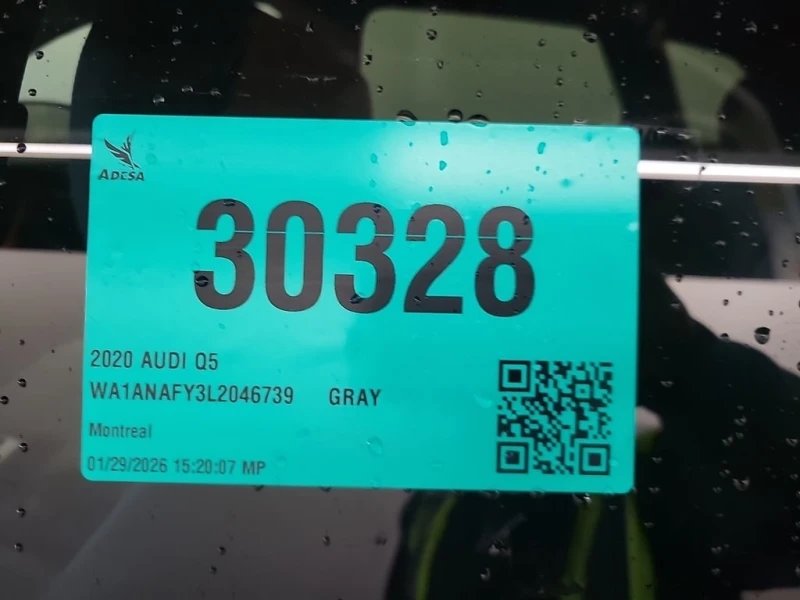 ADESA
30328
2020 AUDI Q5
WA1ANAFY3L2046739 GRAY
Montreal
01/29/2026 15:20:07 MP